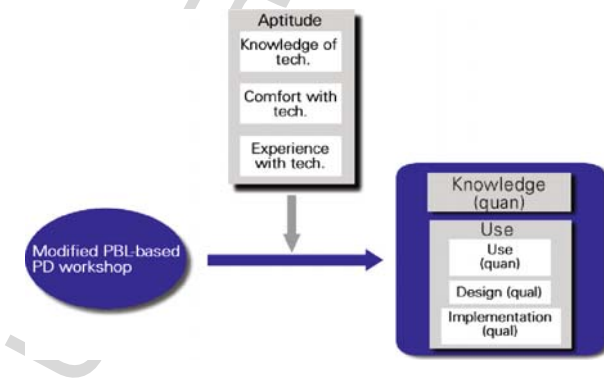 Aptitude
Knowledge of
tech.
Comfort with
tech.
Experience
with tech.
Modified PBL-based
PD workshop
Knowledge
(quan)
Use
Use
(quan)
Design (qual)
Implementation
(qual)